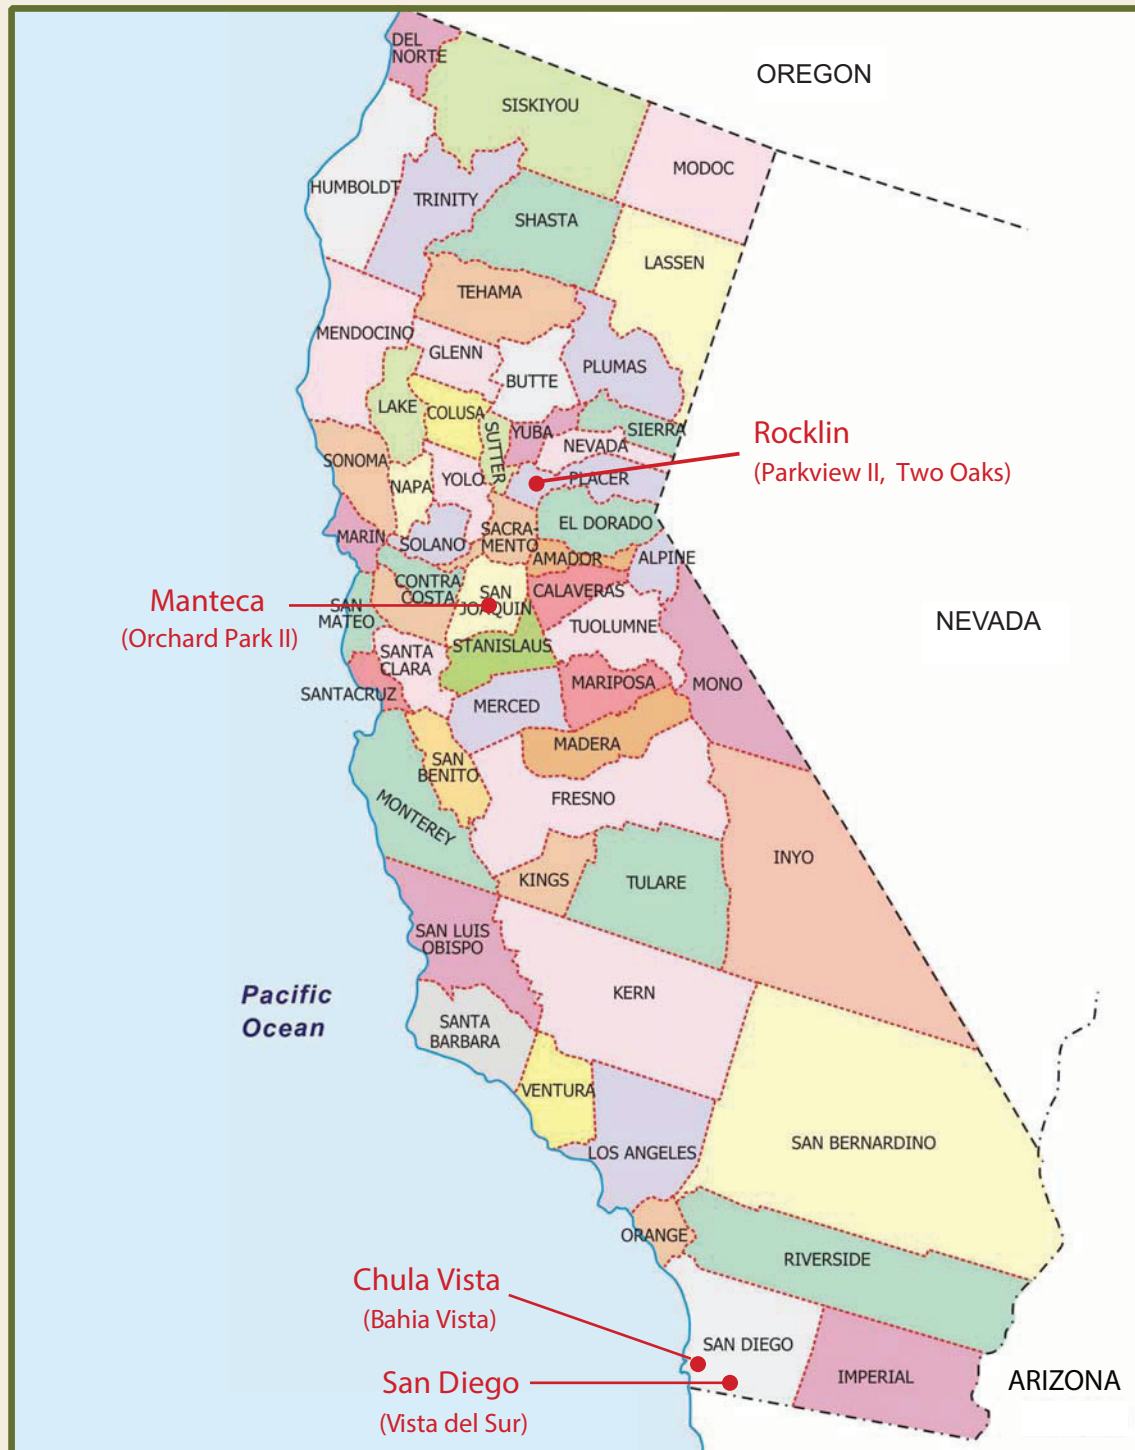 DEL
NORTE
OREGON
SISKIYOU
MODOC
HUMBOLDT
TRINITY
SHASTA
LASSEN
TEHAMA
MENDOCINO
GLENN
PLUMAS
BUTTE
LAKE
COLUSA
SUTTER
YUBA
SIERRA
NEVADA
Rocklin
(Parkview II, Two Oaks)
SONOMA
NAPA
YOLO
PLACER
MARIN
SOLANO
SACRA-
MENTO
EL DORADO
AMADOR
ALPINE
CONTRA
COSTA
SAN
JOAQUIN
CALAVERAS
Manteca
(Orchard Park II)
SAN
MATEO
TUOLUMNE
NEVADA
STANISLAUS
SANTA
CLARA
SANTACRUZ
MERCED
MARIPOSA
MONO
MADERA
SAN
BENITO
FRESNO
MONTEREY
INYO
KINGS
TULARE
SAN LUIS
OBISPO
Pacific
Ocean
KERN
SANTA
BARBARA
VENTURA
LOS ANGELES
SAN BERNARDINO
ORANGE
RIVERSIDE
Chula Vista
(Bahia Vista)
SAN DIEGO
San Diego
(Vista del Sur)
IMPERIAL
ARIZONA